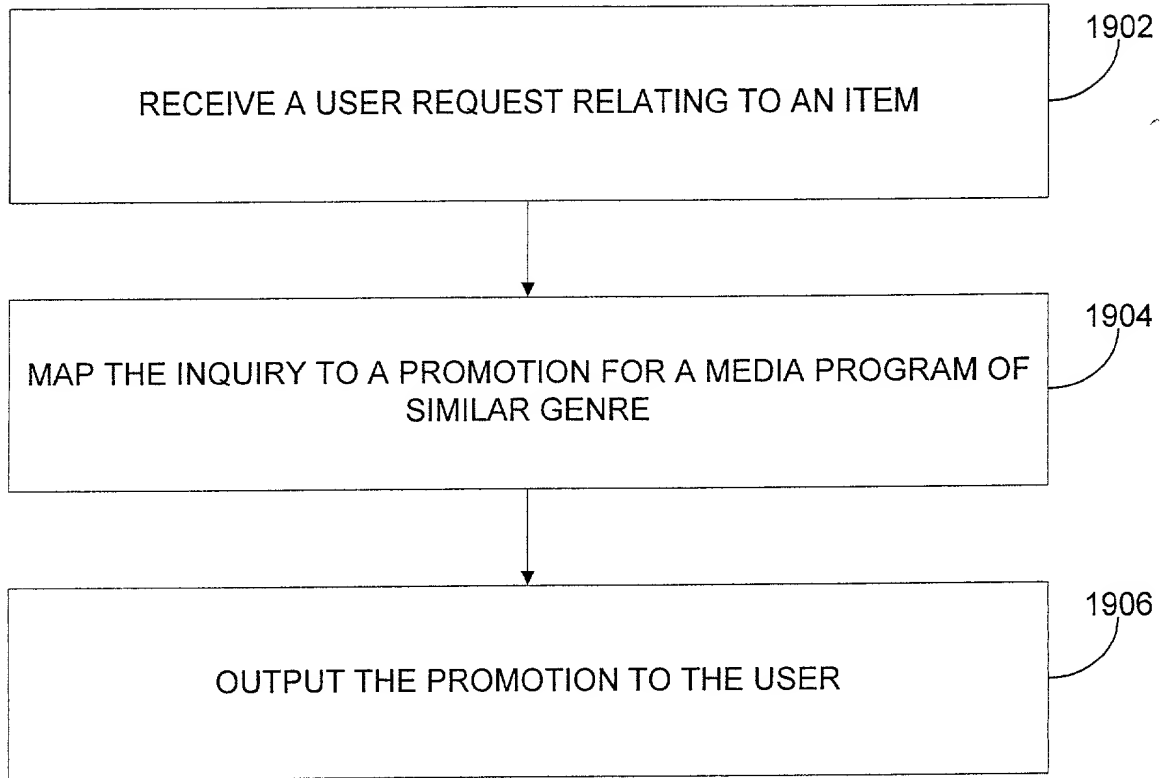 1902
RECEIVE A USER REQUEST RELATING TO AN ITEM
1904
MAP THE INQUIRY TO A PROMOTION FOR A MEDIA PROGRAM OF
SIMILAR GENRE
1906
OUTPUT THE PROMOTION TO THE USER